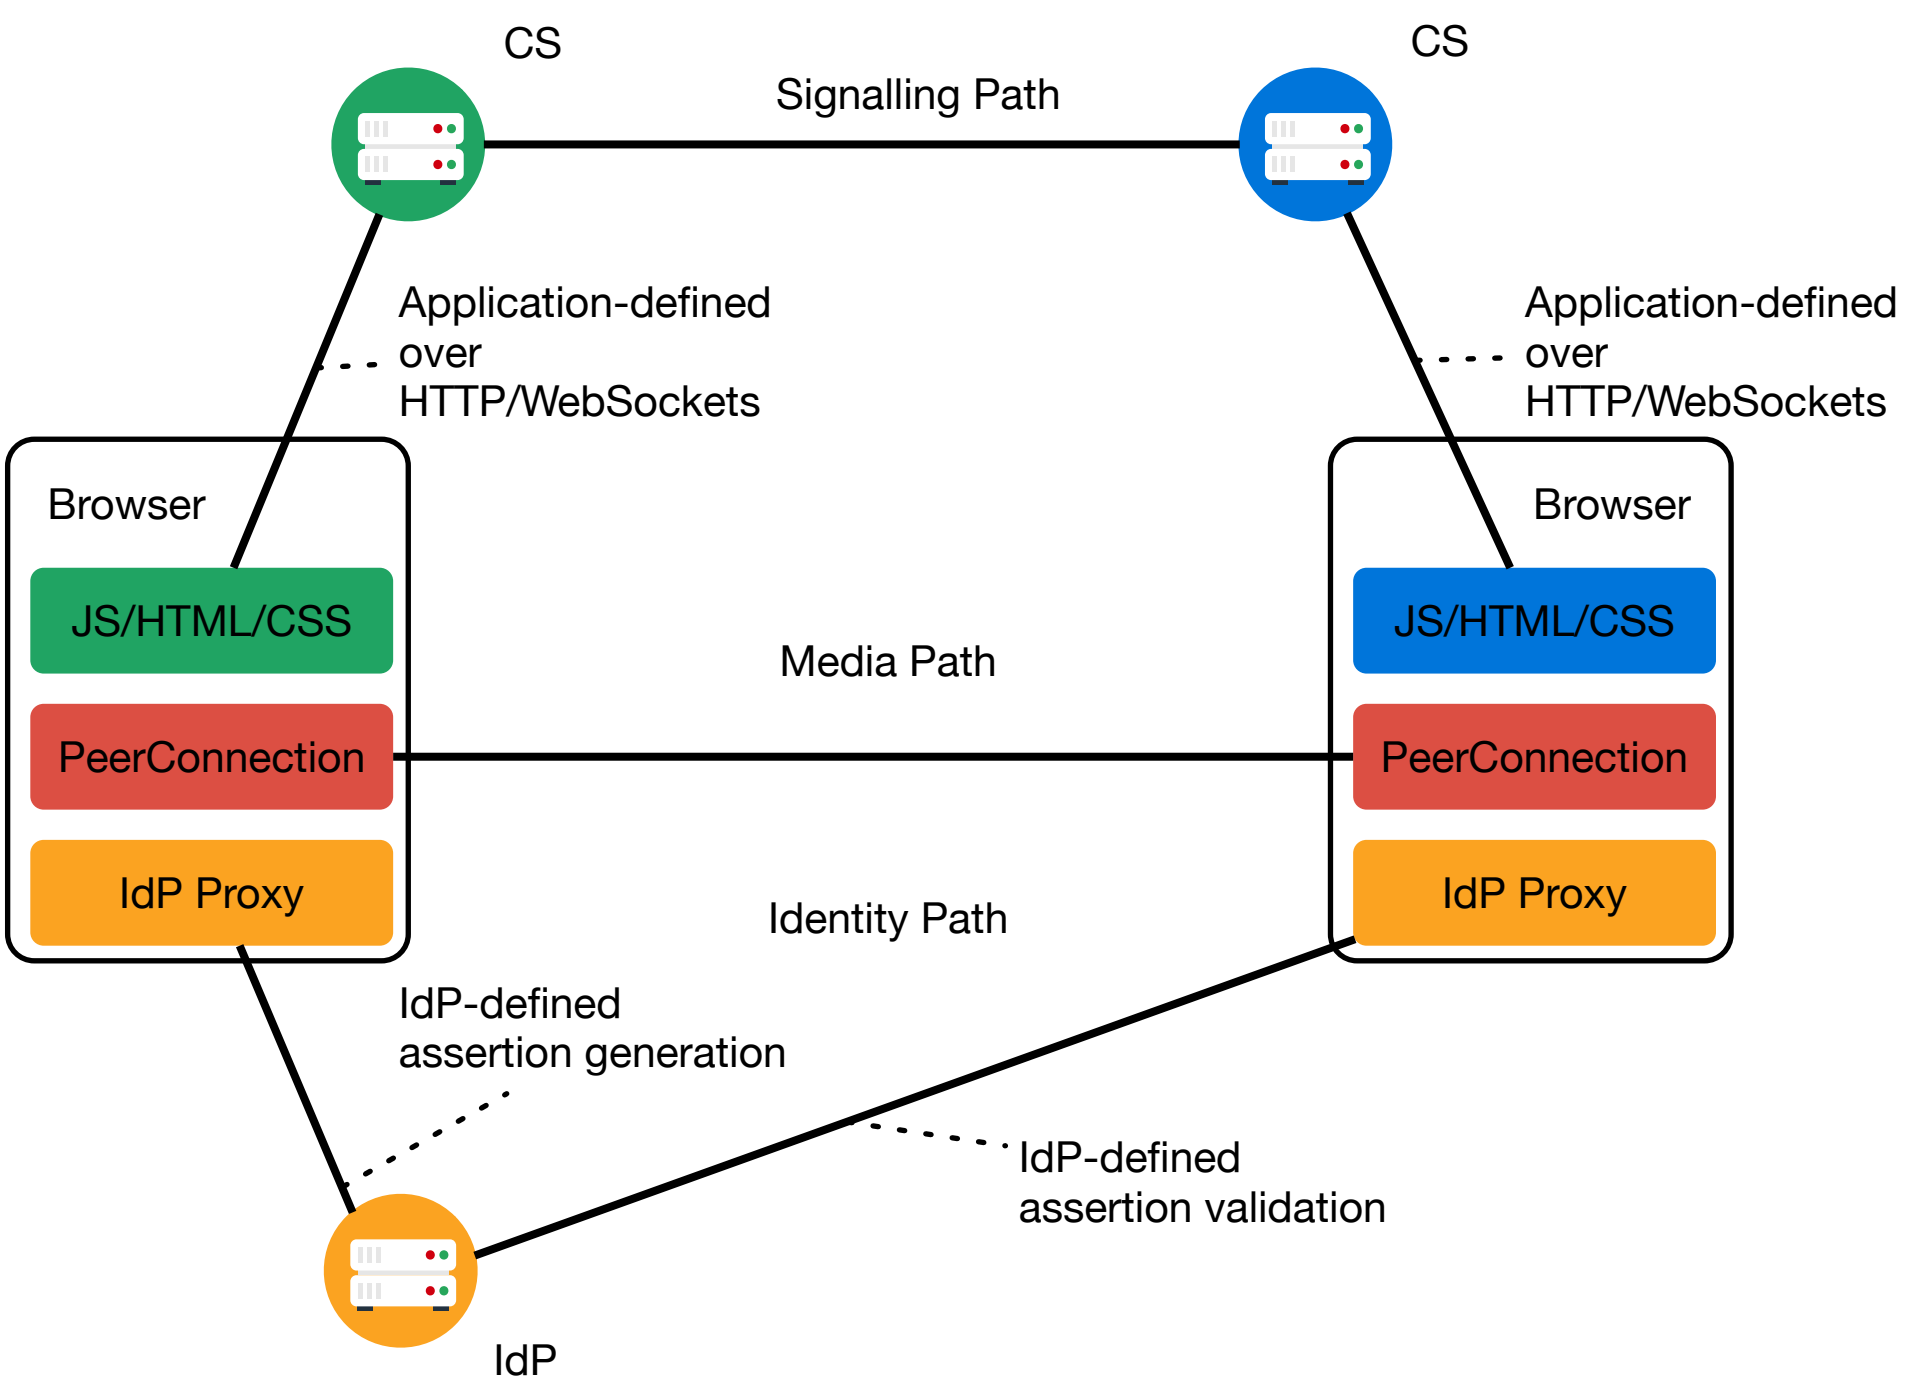 CS
CS
Signalling Path
Application-defined
over
HTTP/WebSockets
Application-defined
over
HTTP/WebSockets
Browser
Browser
JS/HTML/CSS
JS/HTML/CSS
Media Path
PeerConnection
PeerConnection
IdP Proxy
IdP Proxy
Identity Path
IdP-defined
assertion generation
IdP-defined
assertion validation
IdP